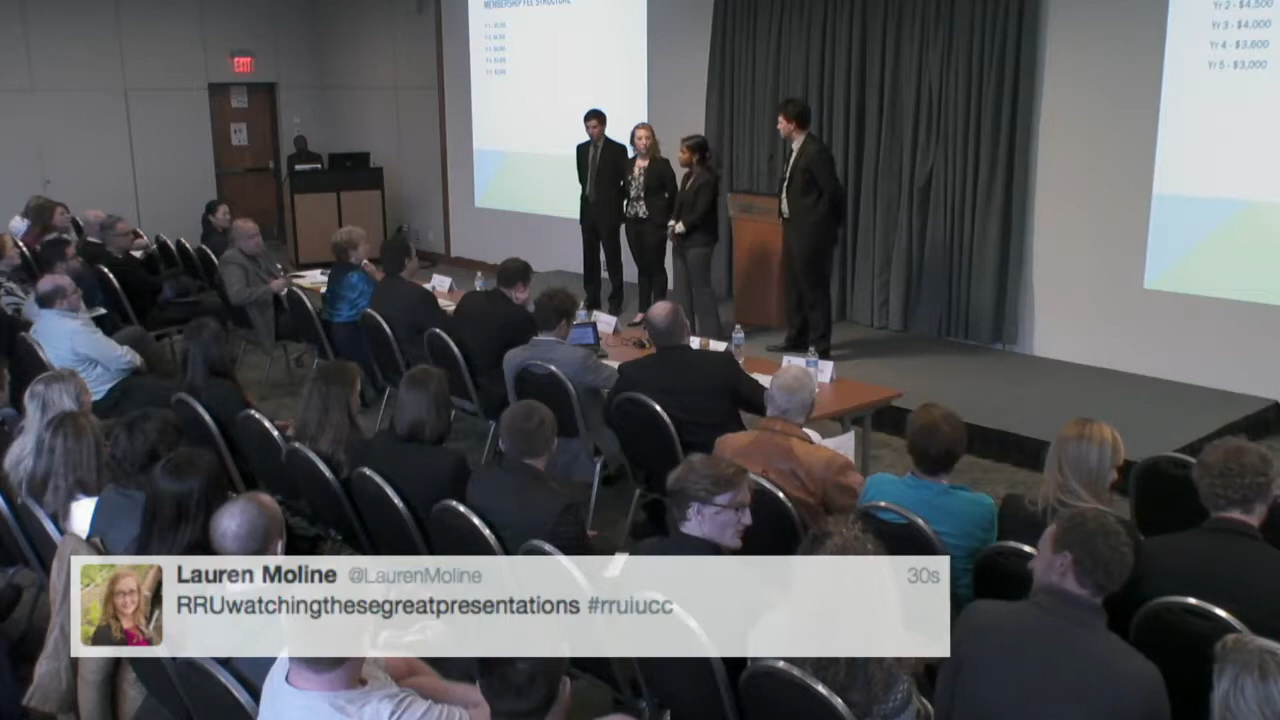 MEMBERSHIP FEE STRUCTURE
Yr 2 - $4,500
Yr 3 - $4,000
Yr 4 - $3,600
Yr 5 - $3,000
EXIT
Lauren Moline @LaurenMoline 30s
RRUwatchingthesegreatpresentations #rruiucc